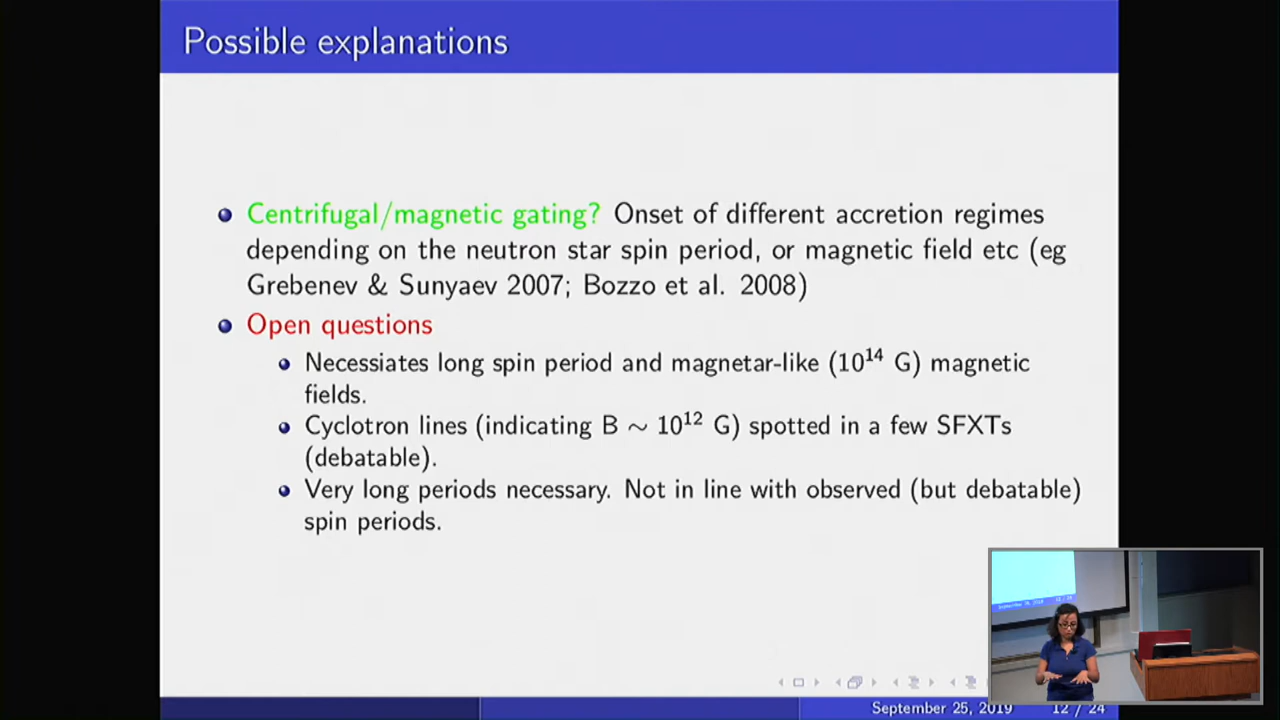 Possible explanations
Centrifugal/magnetic gating? Onset of different accretion regimes
depending on the neutron star spin period, or magnetic field etc (eg
Grebenev & Sunyaev 2007; Bozzo et al. 2008)
Open questions
Necessiates long spin period and magnetar-like (10¹⁴ G) magnetic
fields.
Cyclotron lines (indicating B ∼ 10¹² G) spotted in a few SFXTs
(debatable).
Very long periods necessary. Not in line with observed (but debatable)
spin periods.
September 25, 2019 12 / 24